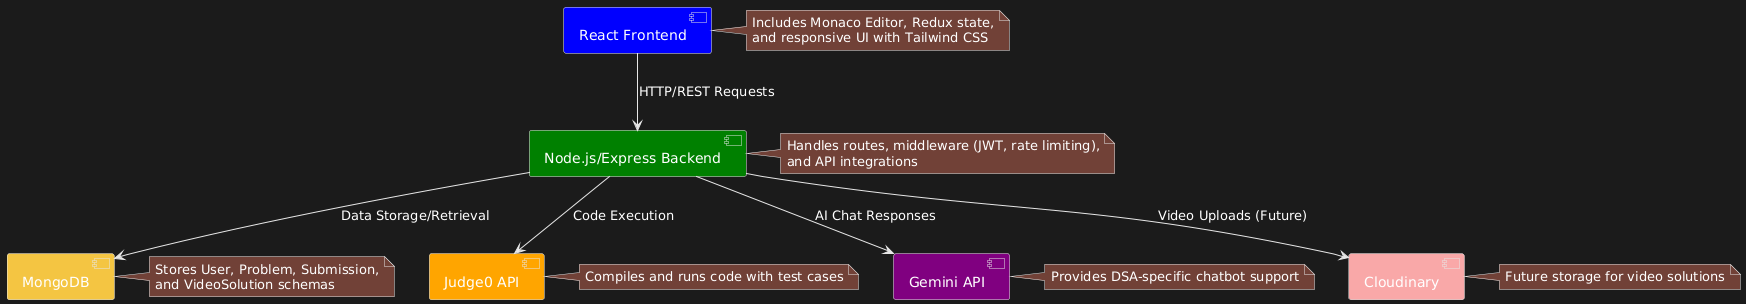 React Frontend
Includes Monaco Editor, Redux state,
and responsive UI with Tailwind CSS
HTTP/REST Requests
Node.js/Express Backend
Handles routes, middleware (JWT, rate limiting),
and API integrations
Data Storage/Retrieval
Code Execution
AI Chat Responses
Video Uploads (Future)
MongoDB
Stores User, Problem, Submission,
and VideoSolution schemas
Judge0 API
Compiles and runs code with test cases
Gemini API
Provides DSA-specific chatbot support
Cloudinary
Future storage for video solutions